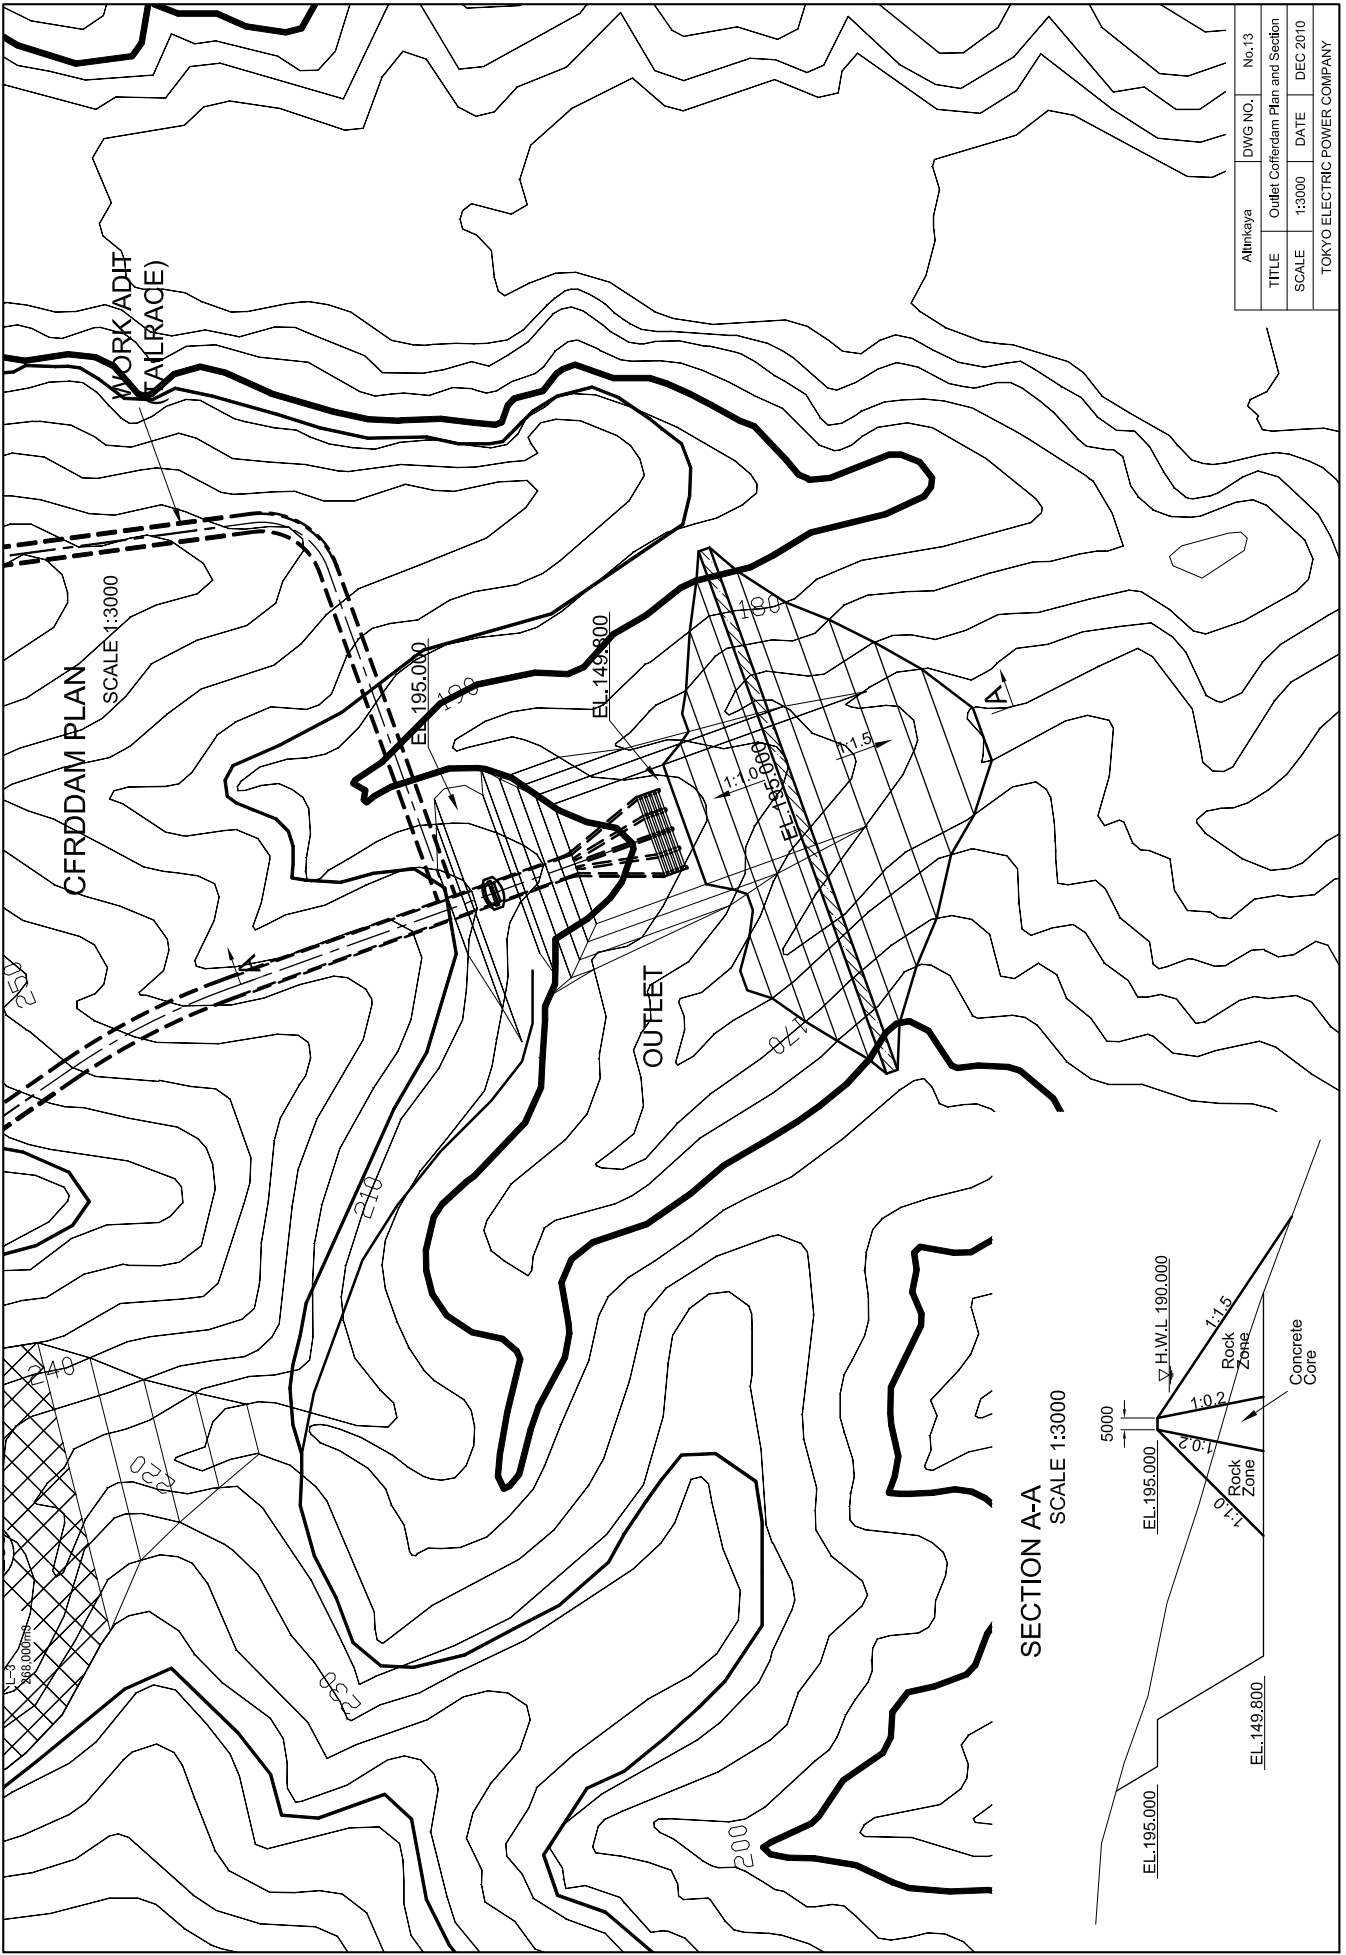 CFRDDAM PLAN
SCALE 1:3000
WORK ADIT
(TAILRACE)
250
EL.195.000
190
EL.149.800
180
A
1:1.0
EL.195.000
1:1.5
A
OUTLET
170
210
240
220
L-3
268,000m3
230
200
SECTION A-A
SCALE 1:3000
5000
H.W.L 190.000
EL.195.000
1:1.0
1:0.2
1:0.2
1:1.5
Rock
Zone
Rock
Zone
Concrete
Core
EL.195.000
EL.149.800
Altınkaya DWG NO. No.13
TITLE Outlet Cofferdam Plan and Section
SCALE 1:3000 DATE DEC 2010
TOKYO ELECTRIC POWER COMPANY